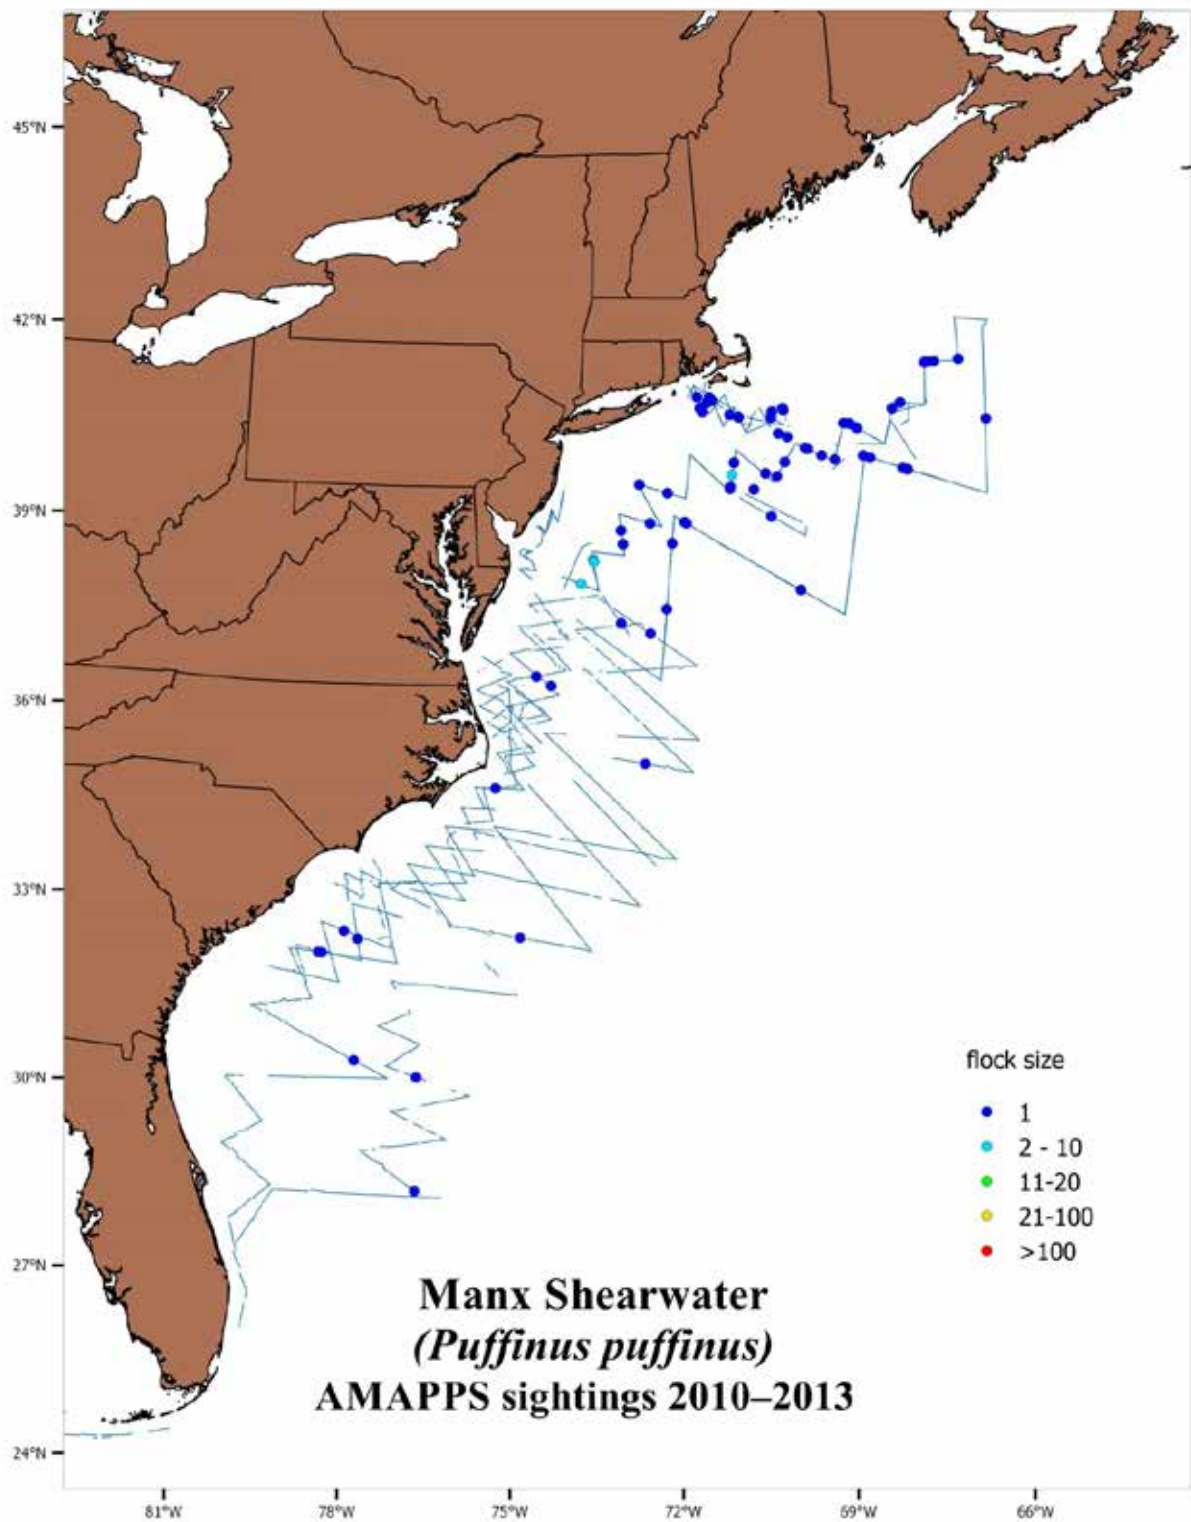 45°N
42°N
39°N
36°N
33°N
30°N
27°N
24°N
flock size
1
2 - 10
11-20
21-100
>100
Manx Shearwater
(Puffinus puffinus)
AMAPPS sightings 2010–2013
81°W 78°W 75°W 72°W 69°W 66°W